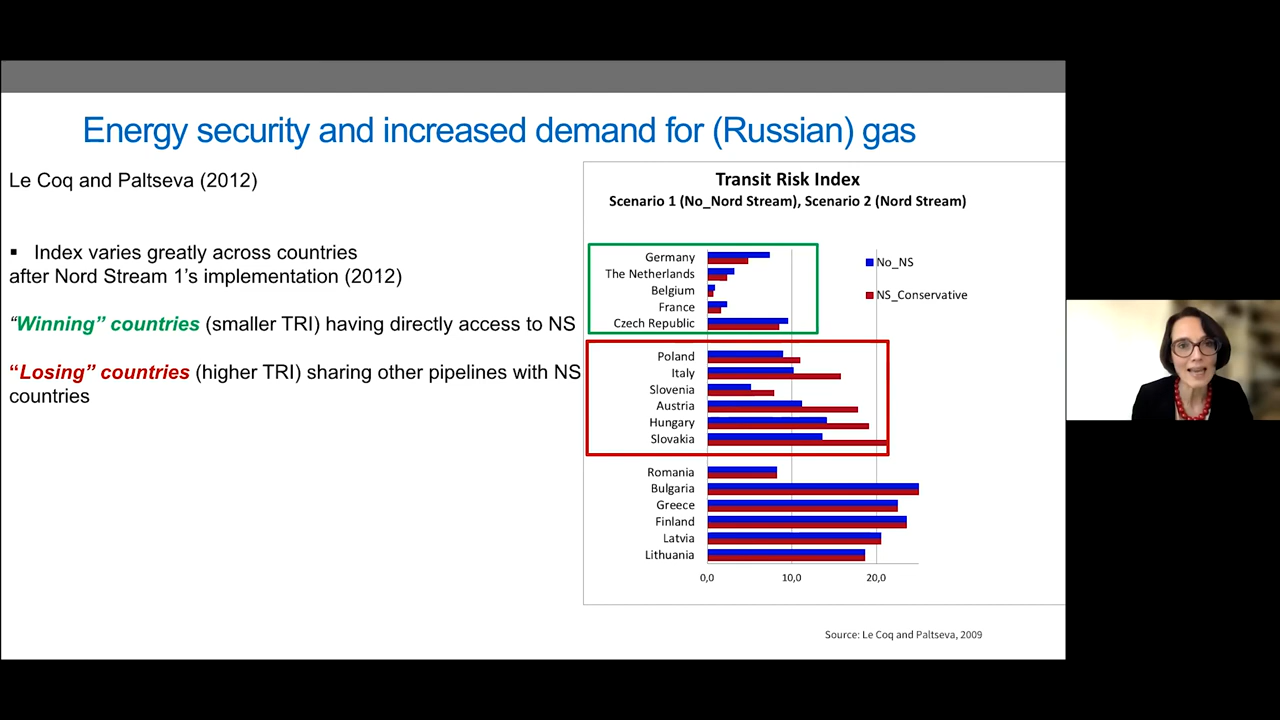 Energy security and increased demand for (Russian) gas
Le Coq and Paltseva (2012)
▪ Index varies greatly across countries
after Nord Stream 1's implementation (2012)
“Winning” countries (smaller TRI) having directly access to NS
“Losing” countries (higher TRI) sharing other pipelines with NS
countries
Transit Risk Index
Scenario 1 (No_Nord Stream), Scenario 2 (Nord Stream)
Germany
The Netherlands
Belgium
France
Czech Republic
Poland
Italy
Slovenia
Austria
Hungary
Slovakia
Romania
Bulgaria
Greece
Finland
Latvia
Lithuania
0,0 10,0 20,0
No_NS
NS_Conservative
Source: Le Coq and Paltseva, 2009